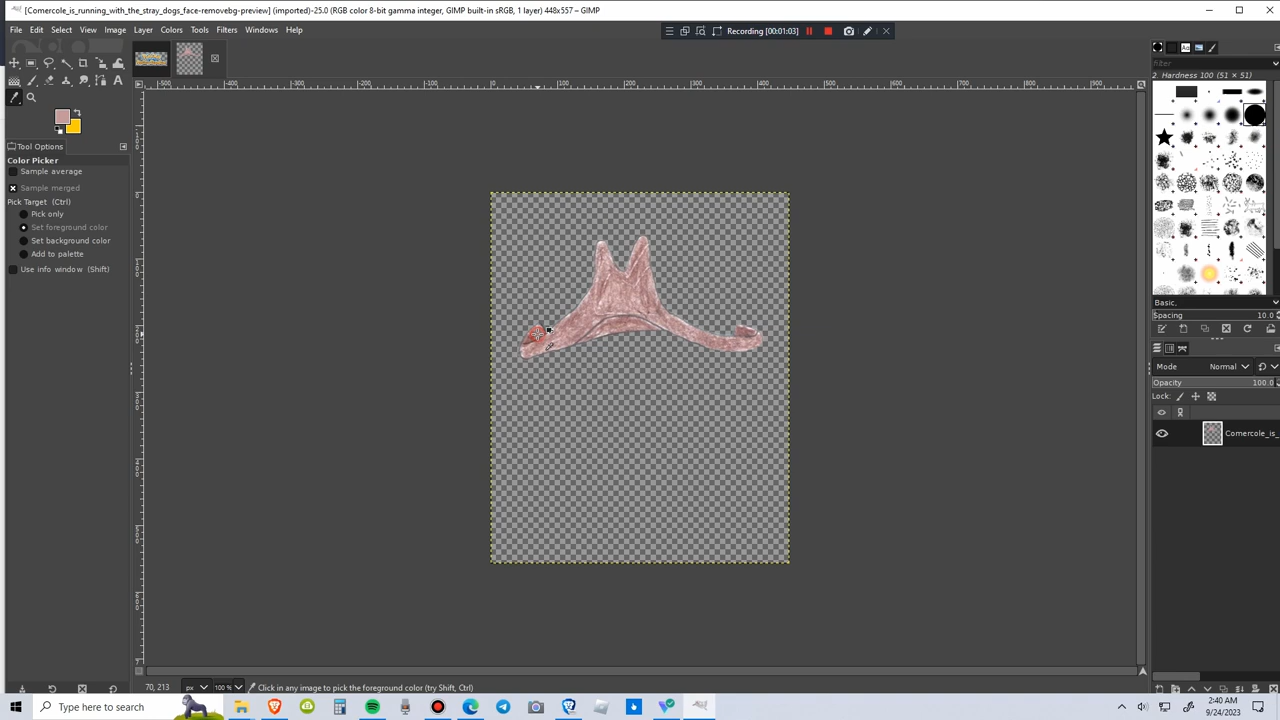 [Comercole_is_running_with_the_stray_dogs_face-removebg-preview] (imported)-25.0 (RGB color 8-bit gamma integer, GIMP built-in sRGB, 1 layer) 448x557 – GIMP
File Edit Select View Image Layer Colors Tools Filters Windows Help
Recording [00:01:03]
filter
2. Hardness 100 (51 × 51)
Tool Options
Color Picker
Sample average
Sample merged
Pick Target (Ctrl)
Pick only
Set foreground color
Set background color
Add to palette
Use info window (Shift)
Basic,
Spacing 10.0
Mode Normal
Opacity 100.0
Lock:
Comercole_is_
70, 213 px 100 % Click in any image to pick the foreground color (try Shift, Ctrl)
Type here to search
2:40 AM
9/24/2023